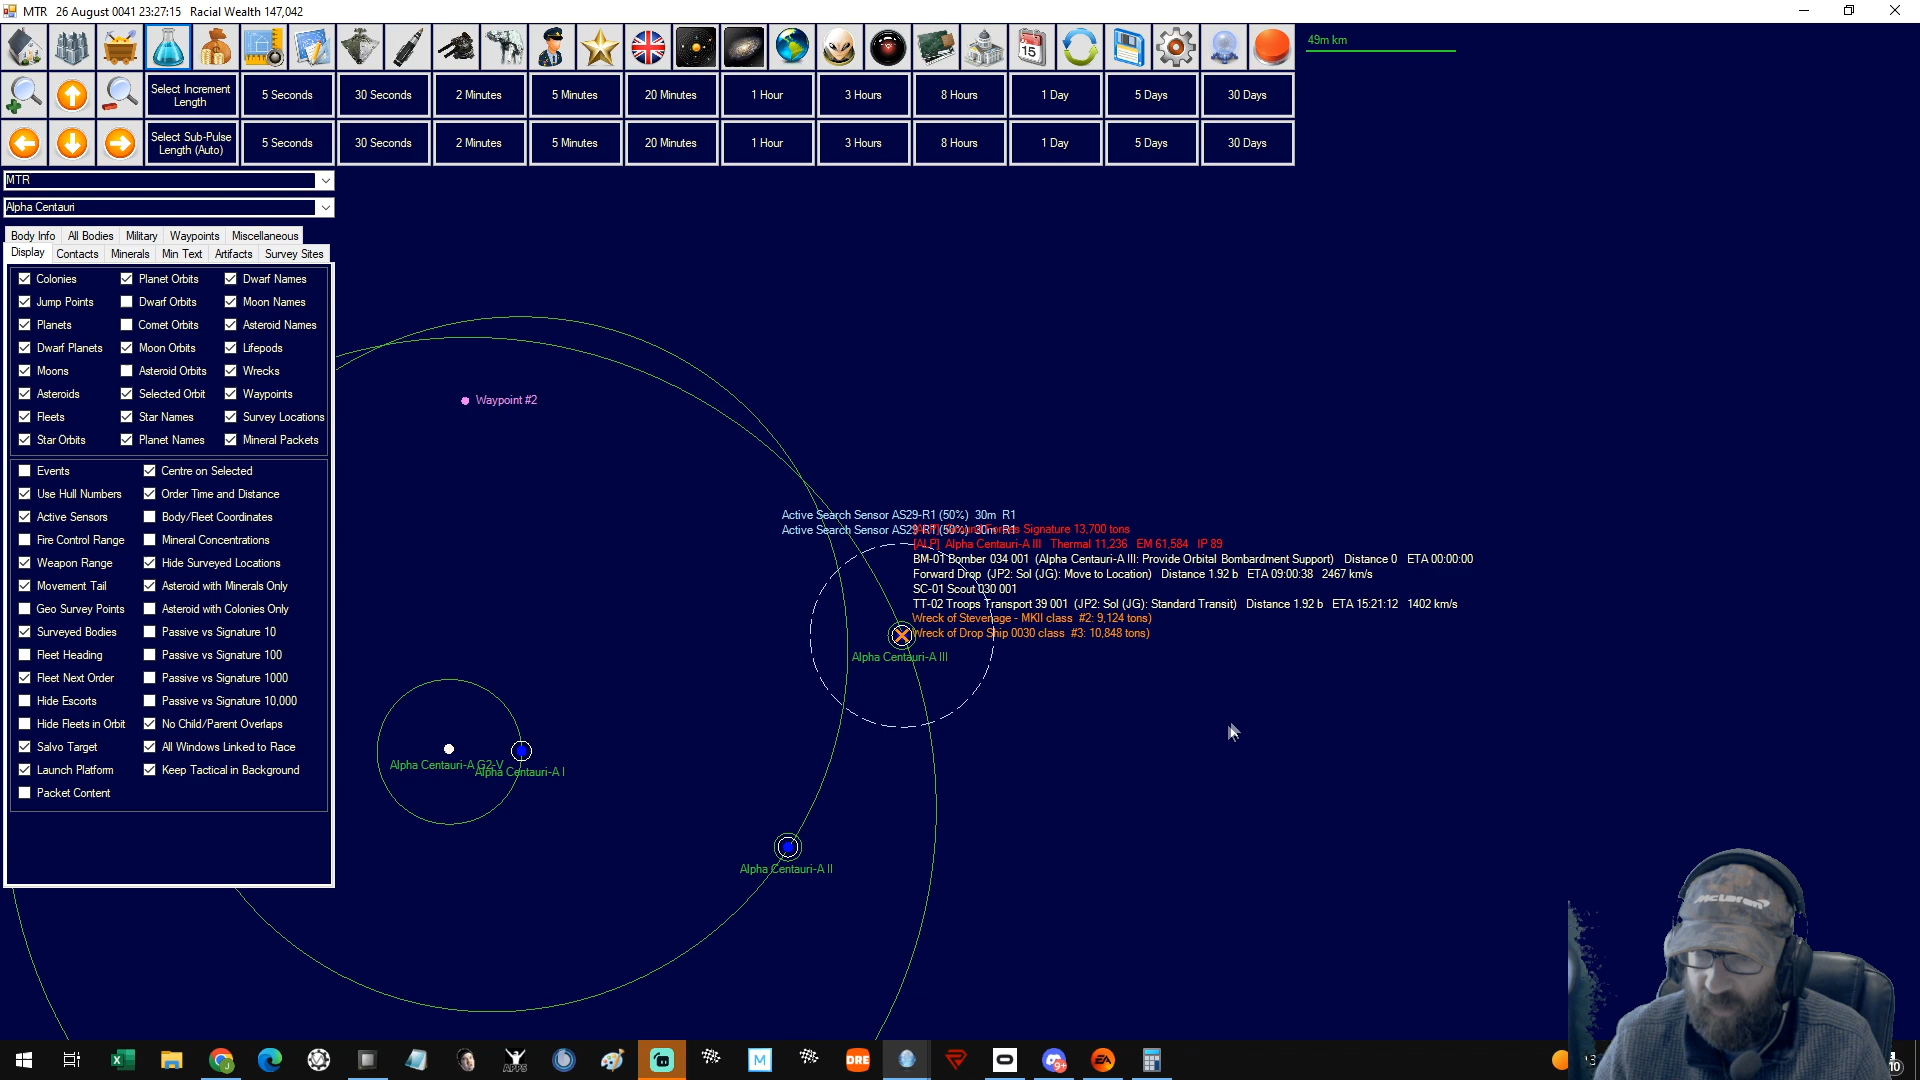 MTR 26 August 0041 23:27:15 Racial Wealth 147,042
49m km
Select Increment Length
5 Seconds
30 Seconds
2 Minutes
5 Minutes
20 Minutes
1 Hour
3 Hours
8 Hours
1 Day
5 Days
30 Days
Select Sub-Pulse Length (Auto)
5 Seconds
30 Seconds
2 Minutes
5 Minutes
20 Minutes
1 Hour
3 Hours
8 Hours
1 Day
5 Days
30 Days
MTR
Alpha Centauri
Body Info All Bodies Military Waypoints Miscellaneous
Display Contacts Minerals Min Text Artifacts Survey Sites
Colonies Planet Orbits Dwarf Names
Jump Points Dwarf Orbits Moon Names
Planets Comet Orbits Asteroid Names
Dwarf Planets Moon Orbits Lifepods
Moons Asteroid Orbits Wrecks
Asteroids Selected Orbit Waypoints
Fleets Star Names Survey Locations
Star Orbits Planet Names Mineral Packets
Events Centre on Selected
Use Hull Numbers Order Time and Distance
Active Sensors Body/Fleet Coordinates
Fire Control Range Mineral Concentrations
Weapon Range Hide Surveyed Locations
Movement Tail Asteroid with Minerals Only
Geo Survey Points Asteroid with Colonies Only
Surveyed Bodies Passive vs Signature 10
Fleet Heading Passive vs Signature 100
Fleet Next Order Passive vs Signature 1000
Hide Escorts Passive vs Signature 10,000
Hide Fleets in Orbit No Child/Parent Overlaps
Salvo Target All Windows Linked to Race
Launch Platform Keep Tactical in Background
Packet Content
Waypoint #2
Active Search Sensor AS29-R1 (50%) 30m R1
Active Search Sensor AS29-R1 (50%) 30m R1
Signature 13,700 tons
[ALP] Alpha Centauri-A III Thermal 11,236 EM 61,584 IP 89
BM-01 Bomber 034 001 (Alpha Centauri-A III: Provide Orbital Bombardment Support) Distance 0 ETA 00:00:00
Forward Drop (JP2: Sol (JG): Move to Location) Distance 1.92 b ETA 09:00:38 2467 km/s
SC-01 Scout 030 001
TT-02 Troops Transport 39 001 (JP2: Sol (JG): Standard Transit) Distance 1.92 b ETA 15:21:12 1402 km/s
Wreck of Stevenage - MKII class #2: 9,124 tons)
Wreck of Drop Ship 0030 class #3: 10,848 tons)
Alpha Centauri-A III
Alpha Centauri-A G2-V
Alpha Centauri-A I
Alpha Centauri-A II
McLaren
APPS
M
DRE
EA
10